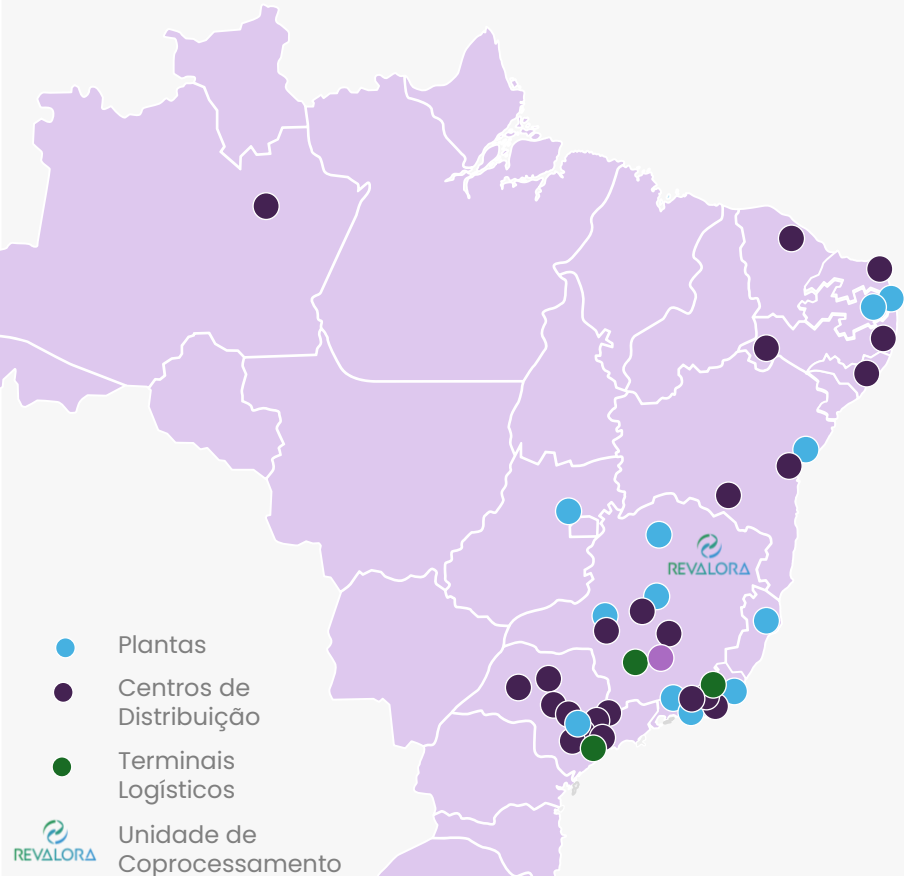 REVALORA
Plantas
Centros de
Distribuição
Terminais
Logísticos
REVALORA
Unidade de
Coprocessamento